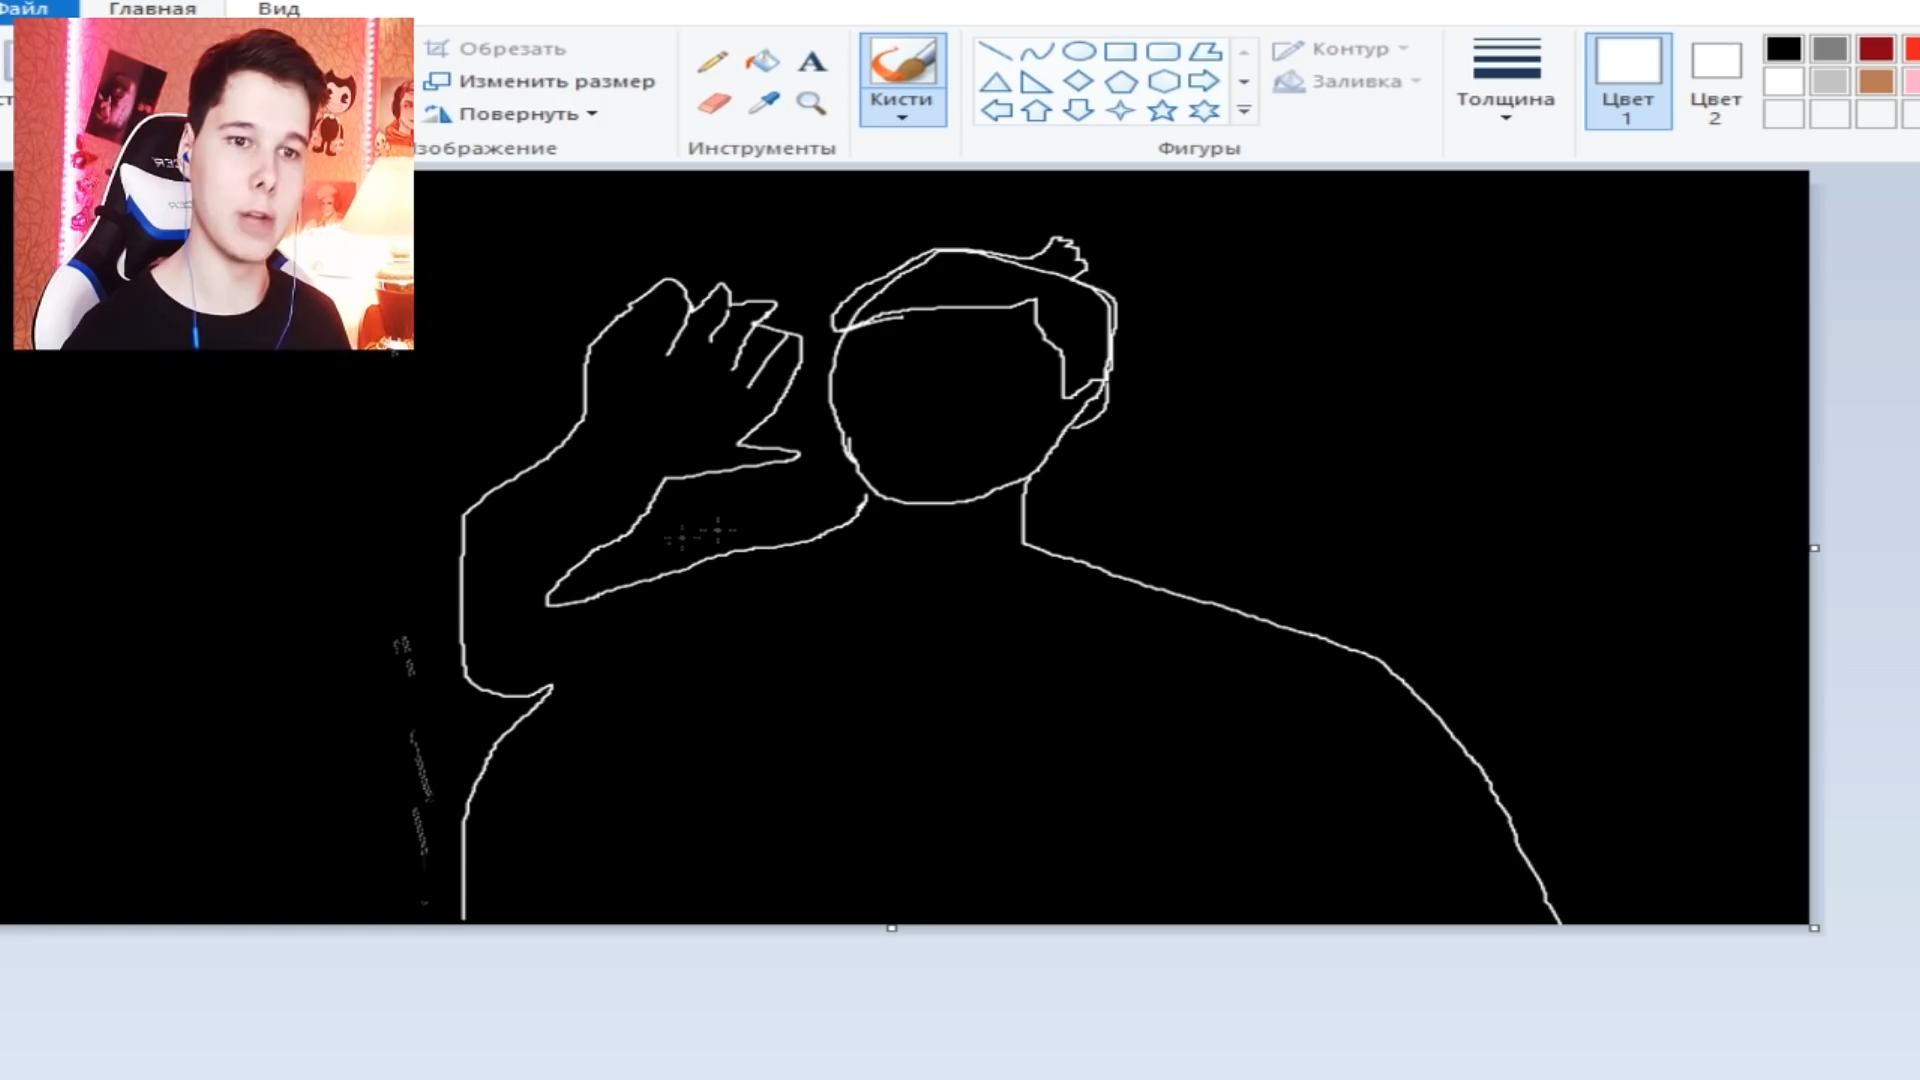 Файл Главная Вид
Обрезать
Изменить размер
Повернуть
зображение
Инструменты
Кисти
Фигуры
Контур
Заливка
Толщина
Цвет
1
Цвет
2